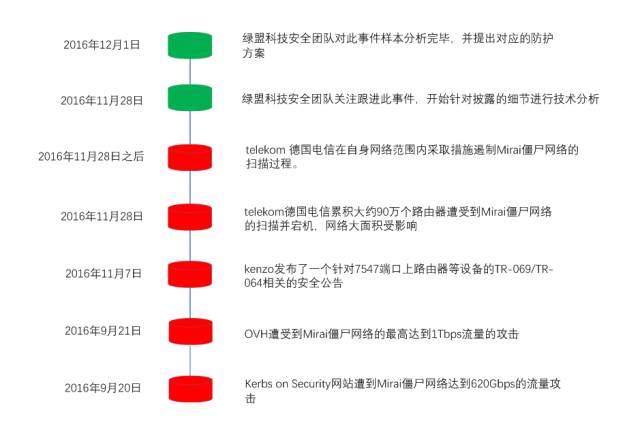 2016年12月1日
绿盟科技安全团队对此事件样本分析完毕，并提出对应的防护
方案
2016年11月28日
绿盟科技安全团队关注跟进此事件，开始针对披露的细节进行技术分析
2016年11月28日之后
telekom 德国电信在自身网络范围内采取措施遏制Mirai僵尸网络的
扫描过程。
2016年11月28日
telekom德国电信累积大约90万个路由器遭受到Mirai僵尸网络
的扫描并宕机，网络大面积受影响
2016年11月7日
kenzo发布了一个针对7547端口上路由器等设备的TR-069/TR-
064相关的安全公告
2016年9月21日
OVH遭受到Mirai僵尸网络的最高达到1Tbps流量的攻击
2016年9月20日
Kerbs on Security网站遭到Mirai僵尸网络达到620Gbps的流量攻
击